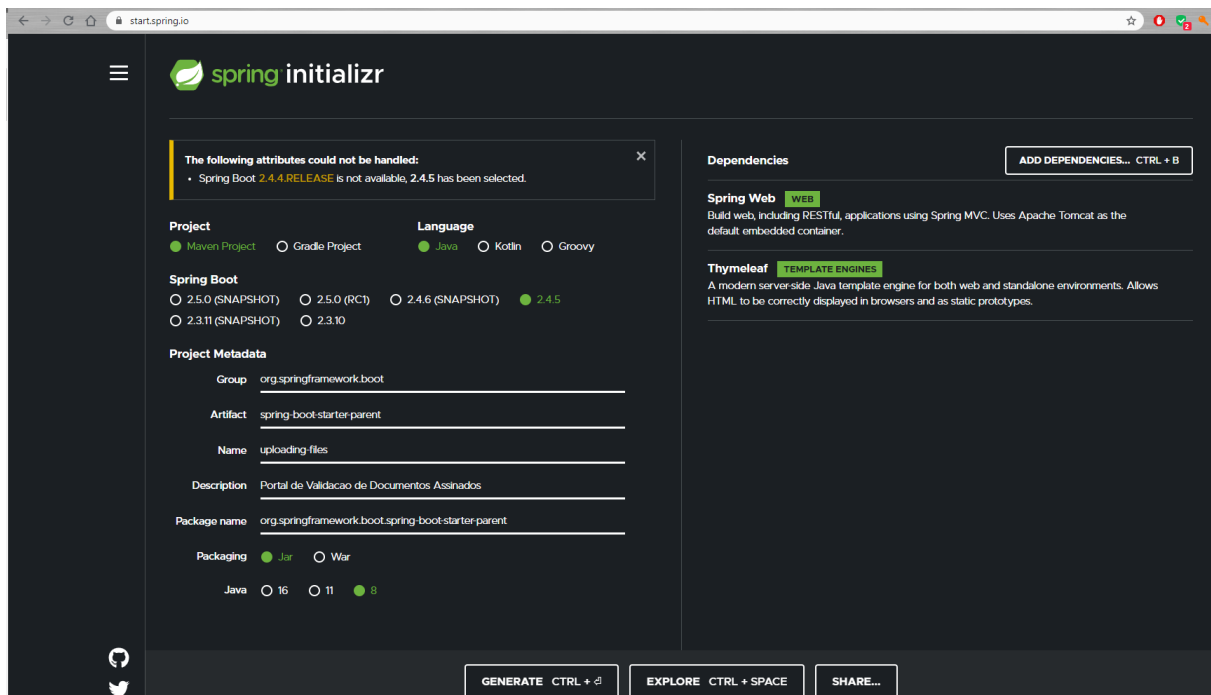 start.spring.io
2
spring initializr
The following attributes could not be handled:
• Spring Boot 2.4.4.RELEASE is not available, 2.4.5 has been selected.
Project
Maven Project Gradle Project
Language
Java Kotlin Groovy
Spring Boot
2.5.0 (SNAPSHOT) 2.5.0 (RC1) 2.4.6 (SNAPSHOT) 2.4.5
2.3.11 (SNAPSHOT) 2.3.10
Project Metadata
Group org.springframework.boot
Artifact spring-boot-starter-parent
Name uploading-files
Description Portal de Validacao de Documentos Assinados
Package name org.springframework.boot.spring-boot-starter-parent
Packaging Jar War
Java 16 11 8
Dependencies
ADD DEPENDENCIES... CTRL + B
Spring Web WEB
Build web, including RESTful, applications using Spring MVC. Uses Apache Tomcat as the
default embedded container.
Thymeleaf TEMPLATE ENGINES
A modern server-side Java template engine for both web and standalone environments. Allows
HTML to be correctly displayed in browsers and as static prototypes.
GENERATE CTRL + ⏎
EXPLORE CTRL + SPACE
SHARE...